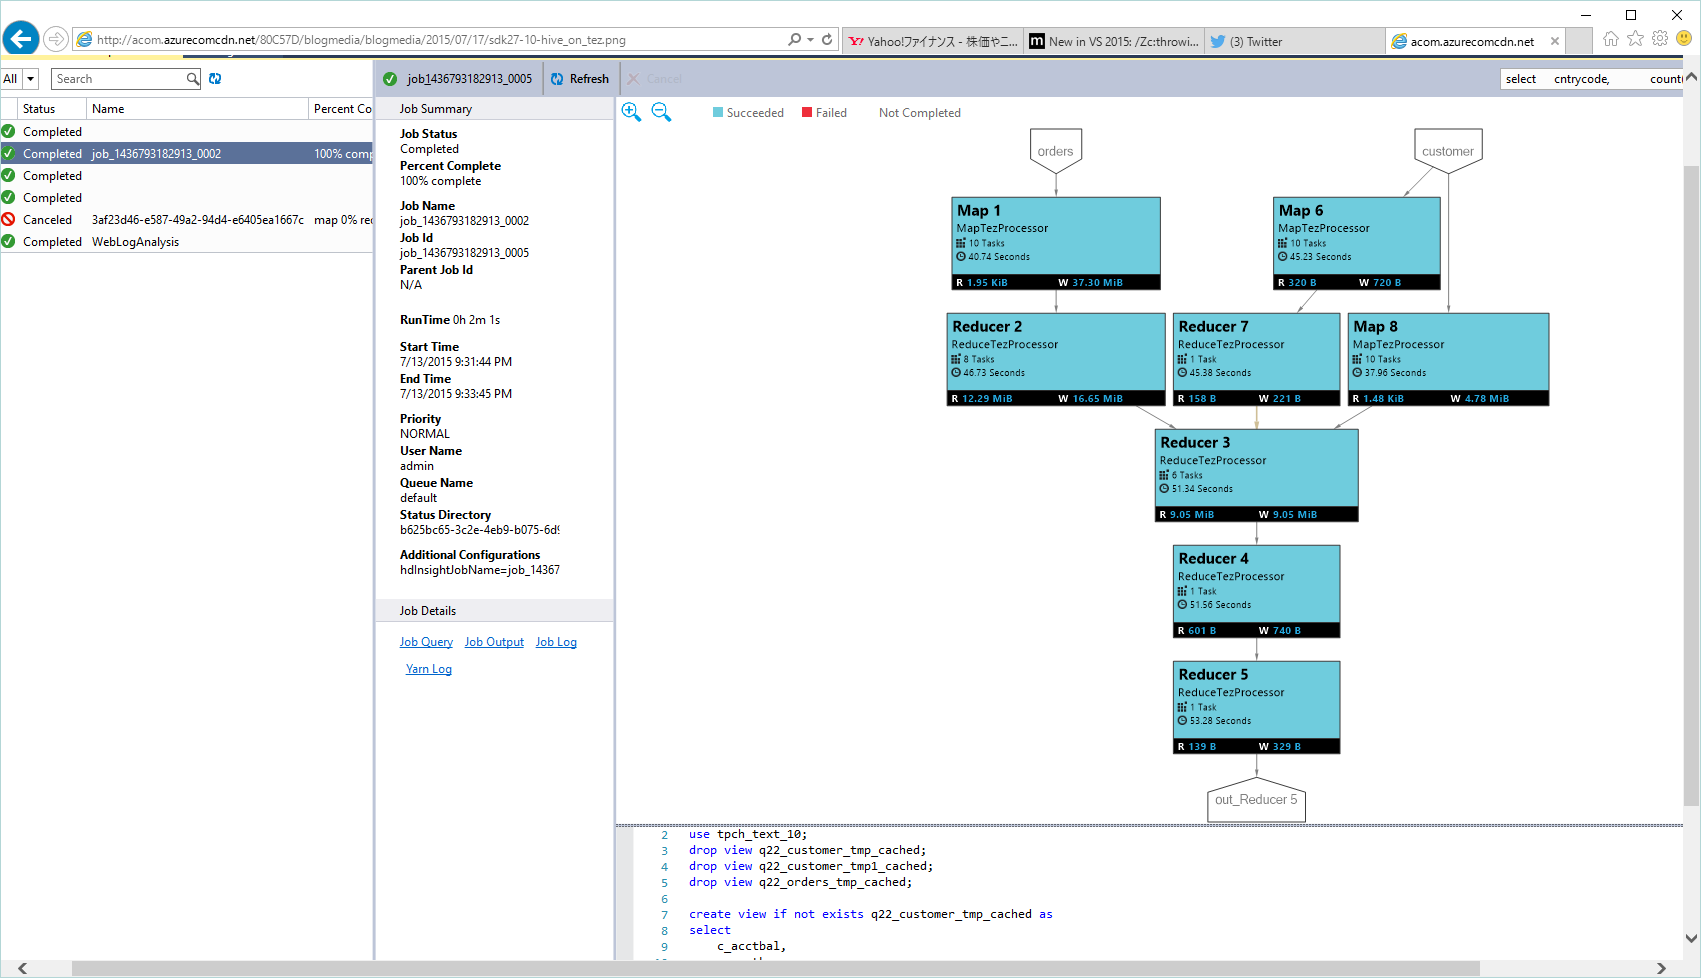 http://acom.azurecomcdn.net/80C57D/blogmedia/blogmedia/2015/07/17/sdk27-10-hive_on_tez.png
Yahoo!ファイナンス - 株価やニ...
New in VS 2015: /Zc:throwi...
(3) Twitter
acom.azurecomcdn.net
All
Search
job_1436793182913_0005
Refresh
Cancel
select cntrycode, count(
Status Name Percent Co
Completed
Completed job_1436793182913_0002 100% comp
Completed
Completed
Canceled 3af23d46-e587-49a2-94d4-e6405ea1667c map 0% rec
Completed WebLogAnalysis
Job Summary
Job Status
Completed
Percent Complete
100% complete
Job Name
job_1436793182913_0002
Job Id
job_1436793182913_0005
Parent Job Id
N/A
RunTime 0h 2m 1s
Start Time
7/13/2015 9:31:44 PM
End Time
7/13/2015 9:33:45 PM
Priority
NORMAL
User Name
admin
Queue Name
default
Status Directory
b625bc65-3c2e-4eb9-b075-6d9
Additional Configurations
hdInsightJobName=job_14367
Job Details
Job Query Job Output Job Log
Yarn Log
Succeeded Failed Not Completed
orders
customer
Map 1
MapTezProcessor
10 Tasks
40.74 Seconds
R 1.95 KiB W 37.30 MiB
Map 6
MapTezProcessor
10 Tasks
45.23 Seconds
R 320 B W 720 B
Reducer 2
ReduceTezProcessor
8 Tasks
46.73 Seconds
R 12.29 MiB W 16.65 MiB
Reducer 7
ReduceTezProcessor
1 Task
45.38 Seconds
R 158 B W 221 B
Map 8
MapTezProcessor
10 Tasks
37.96 Seconds
R 1.48 KiB W 4.78 MiB
Reducer 3
ReduceTezProcessor
6 Tasks
51.34 Seconds
R 9.05 MiB W 9.05 MiB
Reducer 4
ReduceTezProcessor
1 Task
51.56 Seconds
R 601 B W 740 B
Reducer 5
ReduceTezProcessor
1 Task
53.28 Seconds
R 139 B W 329 B
out_Reducer 5
2 use tpch_text_10;
3 drop view q22_customer_tmp_cached;
4 drop view q22_customer_tmp1_cached;
5 drop view q22_orders_tmp_cached;
6
7 create view if not exists q22_customer_tmp_cached as
8 select
9 c_acctbal,